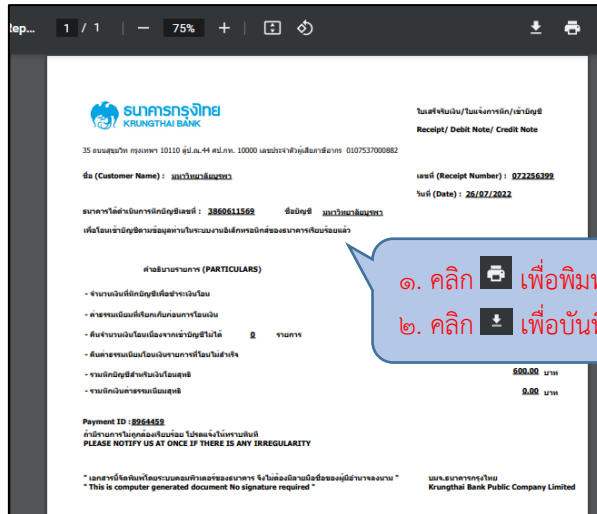 ep... 1 / 1 75%
ธนาคารกรุงไทย
KRUNGTHAI BANK
ใบเสร็จรับเงิน/ใบแจ้งการหัก/เข้าบัญชี
Receipt/ Debit Note/ Credit Note
35 ถนนสุขุมวิท กรุงเทพฯ 10110 ตู้ป.ณ.44 ศป.กท. 10000 เลขประจำตัวผู้เสียภาษีอากร 0107537000882
ชื่อ (Customer Name) : มหาวิทยาลัยบูรพา
เลขที่ (Receipt Number) : 072256399
วันที่ (Date) : 26/07/2022
ธนาคารได้ดำเนินการหักบัญชีเลขที่ : 3860611569 ชื่อบัญชี มหาวิทยาลัยบูรพา
เพื่อโอนเข้าบัญชีตามข้อมูลท่านในระบบงานอิเล็กทรอนิกส์ของธนาคารเรียบร้อยแล้ว
คำอธิบายรายการ (PARTICULARS)
- จำนวนเงินที่หักบัญชีเพื่อชำระเงินโอน
- ค่าธรรมเนียมที่เรียกเก็บก่อนการโอนเงิน
- คืนจำนวนเงินโอนเนื่องจากเข้าบัญชีไม่ได้ 0 รายการ
- คืนค่าธรรมเนียมโอนเงินรายการที่โอนไม่สำเร็จ
- รวมหักบัญชีสำหรับเงินโอนสุทธิ 600.00 บาท
- รวมหักเงินค่าธรรมเนียมสุทธิ 0.00 บาท
๑. คลิก เพื่อพิมพ
๒. คลิก เพื่อบันทึ
Payment ID : 8964459
ถ้ามีรายการไม่ถูกต้องเรียบร้อย โปรดแจ้งให้ทราบทันที
PLEASE NOTIFY US AT ONCE IF THERE IS ANY IRREGULARITY
" เอกสารนี้จัดพิมพ์โดยระบบคอมพิวเตอร์ของธนาคาร จึงไม่ต้องมีลายมือชื่อของผู้มีอำนาจลงนาม "
" This is computer generated document No signature required "
บมจ.ธนาคารกรุงไทย
Krungthai Bank Public Company Limited